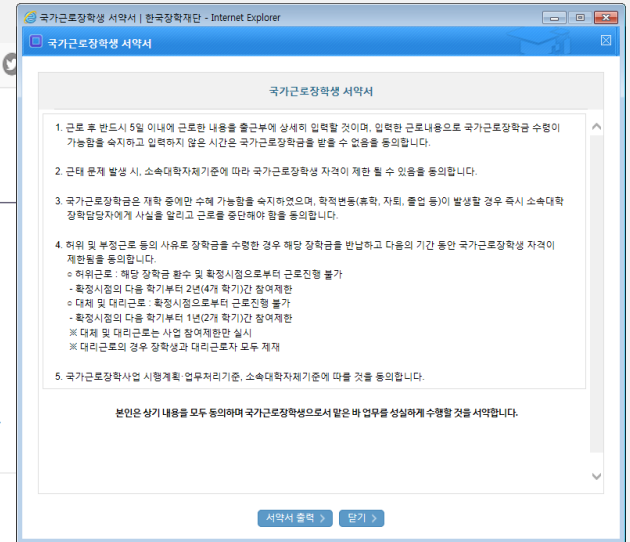 국가근로장학생 서약서 | 한국장학재단 - Internet Explorer
국가근로장학생 서약서
국가근로장학생 서약서
1. 근로 후 반드시 5일 이내에 근로한 내용을 출근부에 상세히 입력할 것이며, 입력한 근로내용으로 국가근로장학금 수령이
가능함을 숙지하고 입력하지 않은 시간은 국가근로장학금을 받을 수 없음을 동의합니다.
2. 근태 문제 발생 시, 소속대학자체기준에 따라 국가근로장학생 자격이 제한 될 수 있음을 동의합니다.
3. 국가근로장학금은 재학 중에만 수혜 가능함을 숙지하였으며, 학적변동(휴학, 자퇴, 졸업 등)이 발생할 경우 즉시 소속대학
장학담당자에게 사실을 알리고 근로를 중단해야 함을 동의합니다.
4. 허위 및 부정근로 등의 사유로 장학금을 수령한 경우 해당 장학금을 반납하고 다음의 기간 동안 국가근로장학생 자격이
제한됨을 동의합니다.
○ 허위근로 : 해당 장학금 환수 및 확정시점으로부터 근로진행 불가
- 확정시점의 다음 학기부터 2년(4개 학기)간 참여제한
○ 대체 및 대리근로 : 확정시점으로부터 근로진행 불가
- 확정시점의 다음 학기부터 1년(2개 학기)간 참여제한
※ 대체 및 대리근로는 사업 참여제한만 실시
※ 대리근로의 경우 장학생과 대리근로자 모두 제재
5. 국가근로장학사업 시행계획·업무처리기준, 소속대학자체기준에 따를 것을 동의합니다.
본인은 상기 내용을 모두 동의하며 국가근로장학생으로서 맡은 바 업무를 성실하게 수행할 것을 서약합니다.
서약서 출력 >
닫기 >